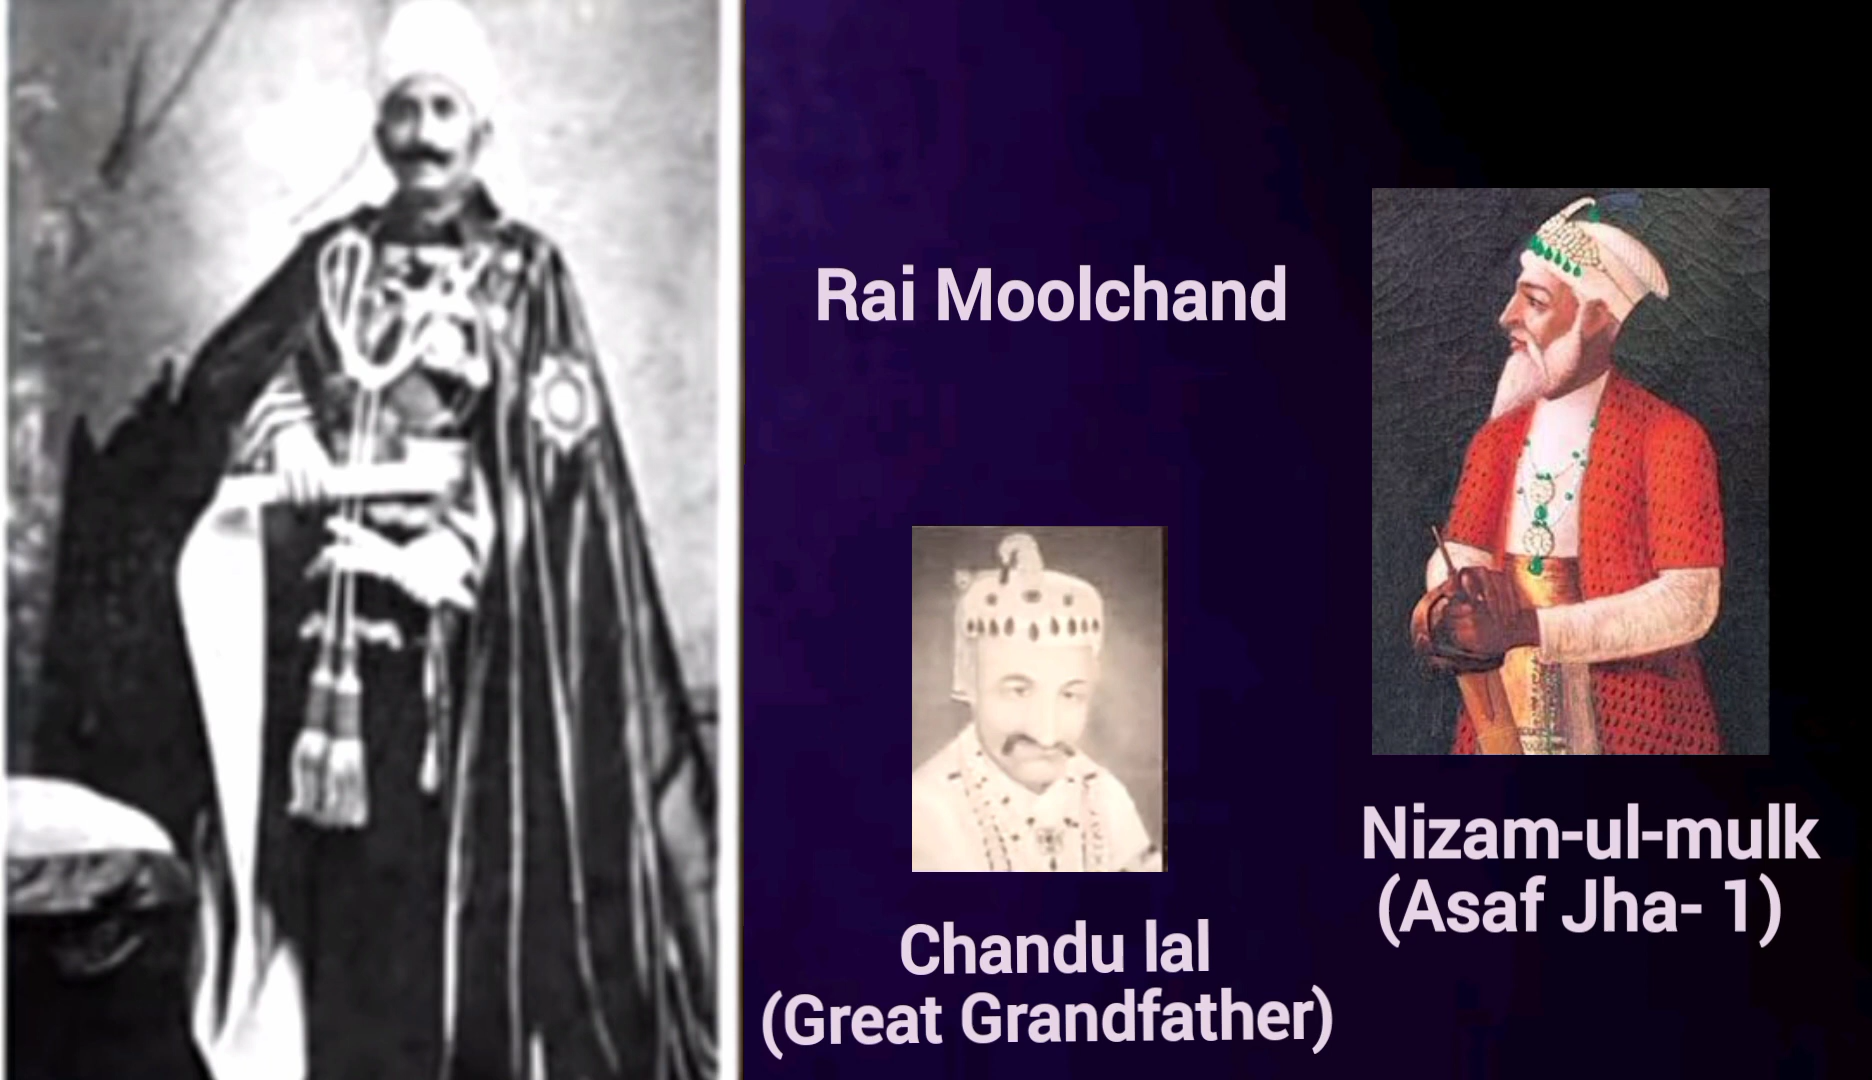 Rai Moolchand
Chandu lal
(Great Grandfather)
Nizam-ul-mulk
(Asaf Jha- 1)